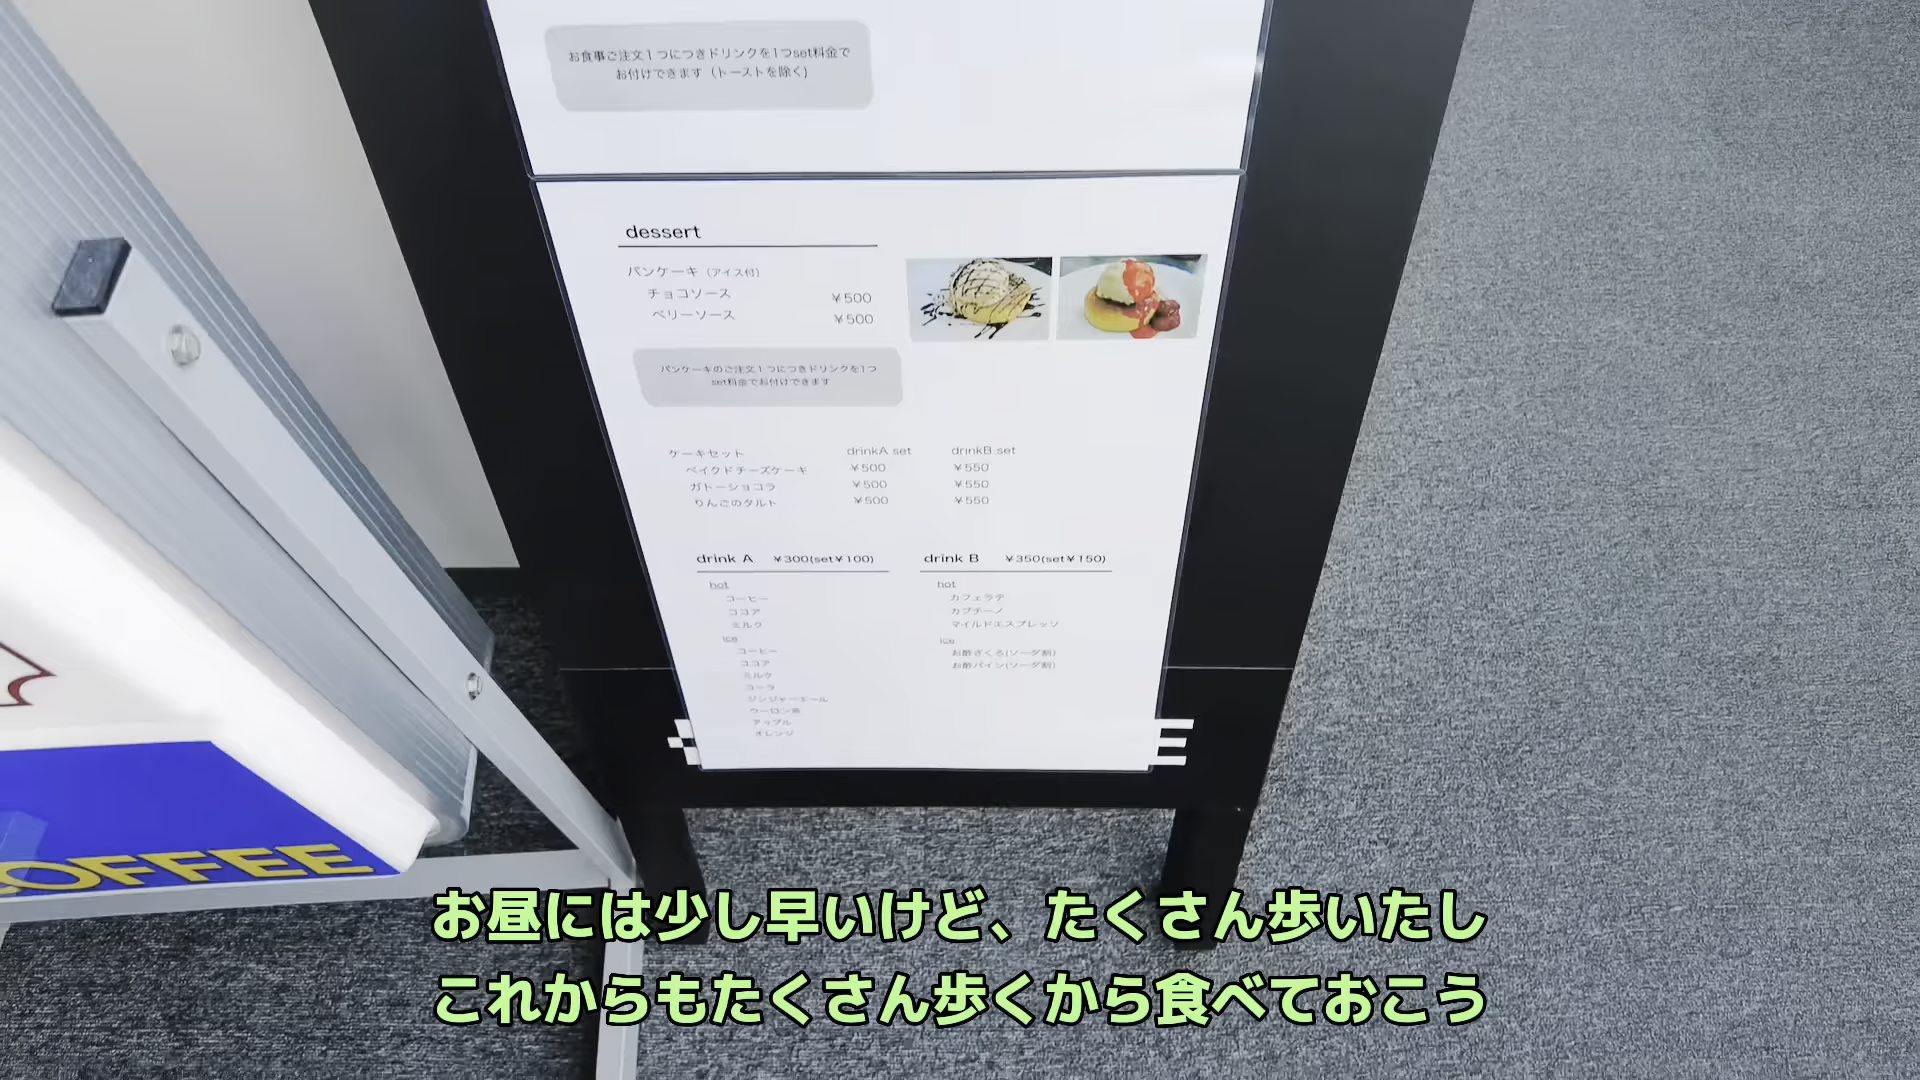 お食事ご注文１つにつきドリンクを1つset料金で
お付けできます（トーストを除く）
dessert
パンケーキ（アイス付）
チョコソース ¥500
ベリーソース ¥500
パンケーキのご注文１つにつきドリンクを1つ
set料金でお付けできます
ケーキセット drinkA set drinkB set
ベイクドチーズケーキ ¥500 ¥550
ガトーショコラ ¥500 ¥550
りんごのタルト ¥500 ¥550
drink A ¥300(set¥100)
hot
コーヒー
ココア
ミルク
ice
コーヒー
ココア
ミルク
コーラ
ジンジャーエール
ウーロン茶
アップル
オレンジ
drink B ¥350(set¥150)
hot
カフェラテ
カプチーノ
マイルドエスプレッソ
ice
お酢ざくろ(ソーダ割)
お酢パイン(ソーダ割)
COFFEE
お昼には少し早いけど、たくさん歩いたし
これからもたくさん歩くから食べておこう